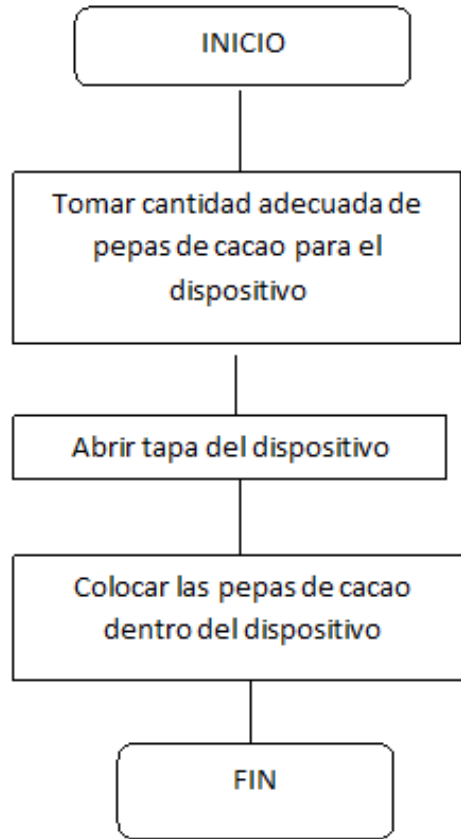 INICIO
Tomar cantidad adecuada de
pepas de cacao para el
dispositivo
Abrir tapa del dispositivo
Colocar las pepas de cacao
dentro del dispositivo
FIN